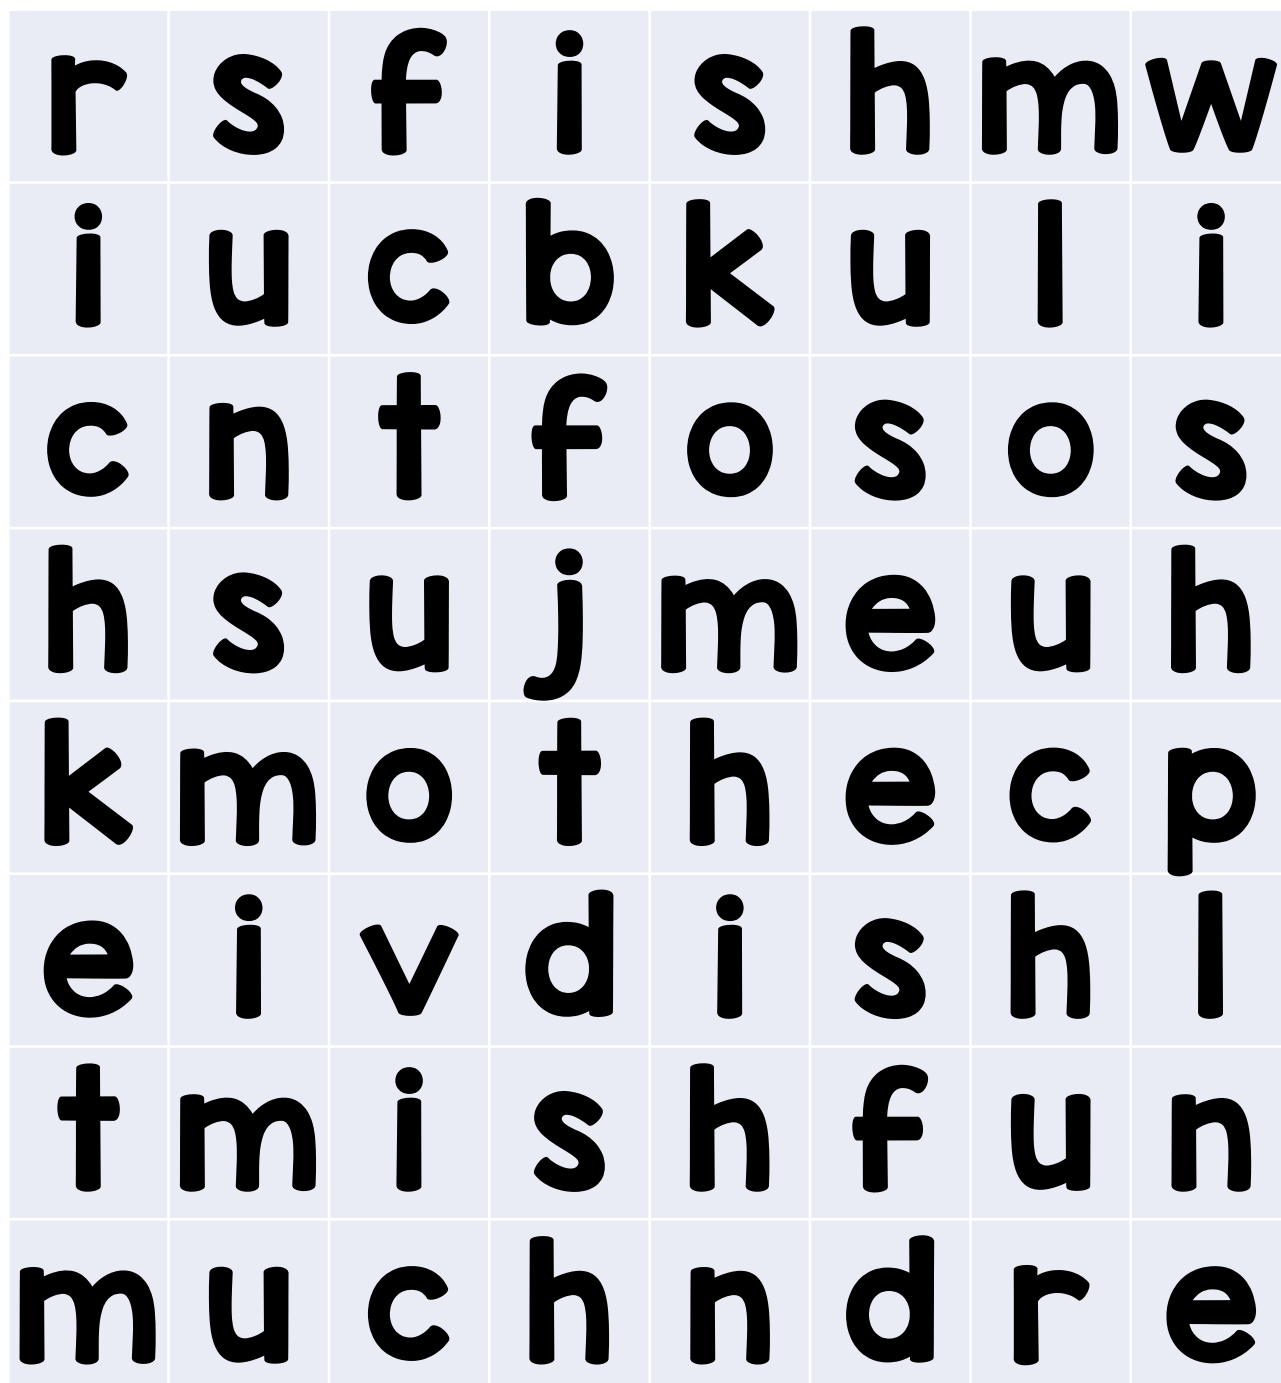 r s f i s h m w
i u c b k u l i
c n t f o s o s
h s u j m e u h
k m o t h e c p
e i v d i s h l
t m i s h f u n
m u c h n d r e